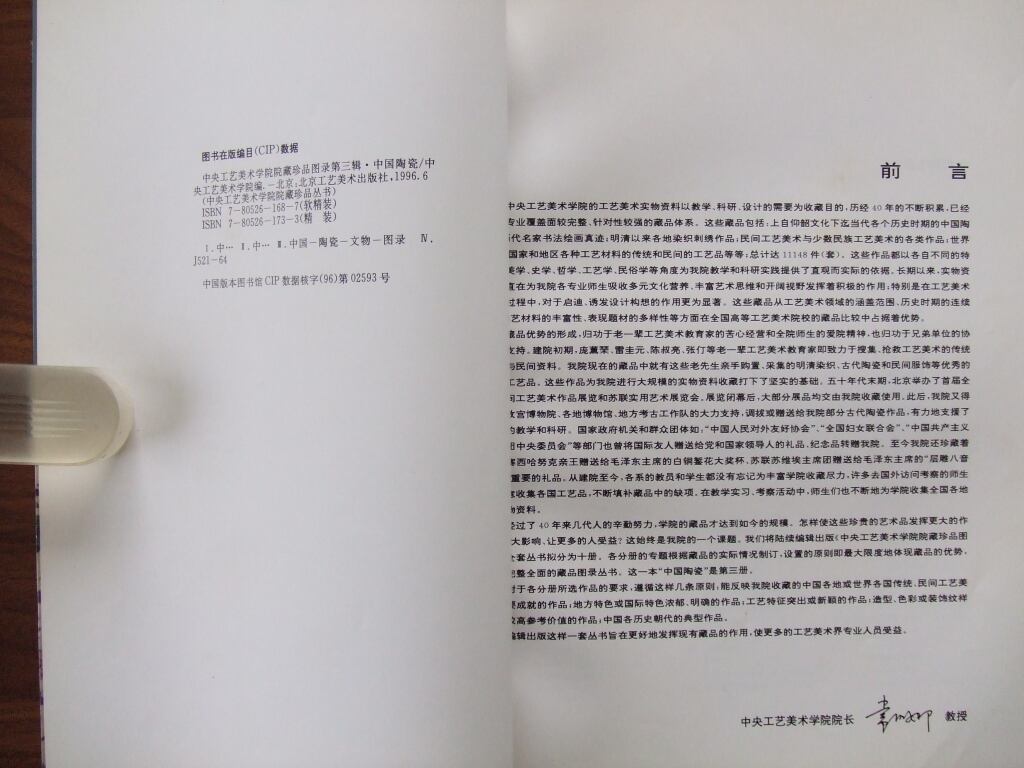 图书在版编目(CIP)数据
中央工艺美术学院院藏珍品图录第三辑·中国陶瓷/中
央工艺美术学院编.—北京:北京工艺美术出版社,1996.6
(中央工艺美术学院院藏珍品丛书)
ISBN 7-80526-168-7(软精装)
ISBN 7-80526-173-3(精 装)
Ⅰ.中… Ⅱ.中… Ⅲ.中国-陶瓷-文物-图录 Ⅳ.
J521-64
中国版本图书馆CIP数据核字(96)第02593号
前 言
中央工艺美术学院的工艺美术实物资料以教学、科研、设计的需要为收藏目的,历经40年的不断积累,已经
专业覆盖面较完整、针对性较强的藏品体系。这些藏品包括:上自仰韶文化下迄当代各个历史时期的中国陶
代名家书法绘画真迹;明清以来各地染织刺绣作品;民间工艺美术与少数民族工艺美术的各类作品;世界
国家和地区各种工艺材料的传统和民间的工艺品等等;总计达11148件(套)。这些作品都以各自不同的特
美学、史学、哲学、工艺学、民俗学等角度为我院教学和科研实践提供了直观而实际的依据。长期以来,实物资
直在为我院各专业师生吸收多元文化营养、丰富艺术思维和开阔视野发挥着积极的作用;特别是在工艺美术
过程中,对于启迪、诱发设计构想的作用更为显著。这些藏品从工艺美术领域的涵盖范围、历史时期的连续
艺材料的丰富性、表现题材的多样性等方面在全国高等工艺美术院校的藏品比较中占据着优势。
藏品优势的形成,归功于老一辈工艺美术教育家的苦心经营和全院师生的爱院精神,也归功于兄弟单位的协
支持。建院初期,庞薰琹、雷圭元、陈叔亮、张仃等老一辈工艺美术教育家即致力于搜集、抢救工艺美术的传统
与民间资料。我院现在的藏品中就有这些老先生亲手购置、采集的明清染织、古代陶瓷和民间服饰等优秀的
工艺品。这些作品为我院进行大规模的实物资料收藏打下了坚实的基础。五十年代末期,北京举办了首届全
间工艺美术作品展览和苏联实用艺术展览会。展览闭幕后,大部分展品均交由我院收藏使用。此后,我院又得
故宫博物院、各地博物馆、地方考古工作队的大力支持,调拔或赠送给我院部分古代陶瓷作品,有力地支援了
的教学和科研。国家政府机关和群众团体如:“中国人民对外友好协会”、“全国妇女联合会”、“中国共产主义
团中央委员会”等部门也曾将国际友人赠送给党和国家领导人的礼品,纪念品转赠我院。至今我院还珍藏着
寨西哈努克亲王赠送给毛泽东主席的白铜錾花大奖杯,苏联苏维埃主席团赠送给毛泽东主席的“层雕八音
重要的礼品。从建院至今,各系的教员和学生都没有忘记为丰富学院收藏尽力,许多去国外访问考察的师生
收集各国工艺品,不断填补藏品中的缺项。在教学实习、考察活动中,师生们也不断地为学院收集全国各地
物资料。
经过了40年来几代人的辛勤努力,学院的藏品才达到如今的规模。怎样使这些珍贵的艺术品发挥更大的作
大影响、让更多的人受益?这始终是我院的一个课题。我们将陆续编辑出版《中央工艺美术学院院藏珍品图
全套丛书拟分为十册。各分册的专题根据藏品的实际情况制订,设置的原则即最大限度地体现藏品的优势,
完整全面的藏品图录丛书。这一本“中国陶瓷”是第三册。
对于各分册所选作品的要求,遵循这样几条原则;能反映我院收藏的中国各地或世界各国传统、民间工艺美
要成就的作品;地方特色或国际特色浓郁、明确的作品;工艺特征突出或新颖的作品;造型、色彩或装饰纹样
较高参考价值的作品;中国各历史朝代的典型作品。
编辑出版这样一套丛书旨在更好地发挥现有藏品的作用,使更多的工艺美术界专业人员受益。
中央工艺美术学院院长 常沙娜 教授